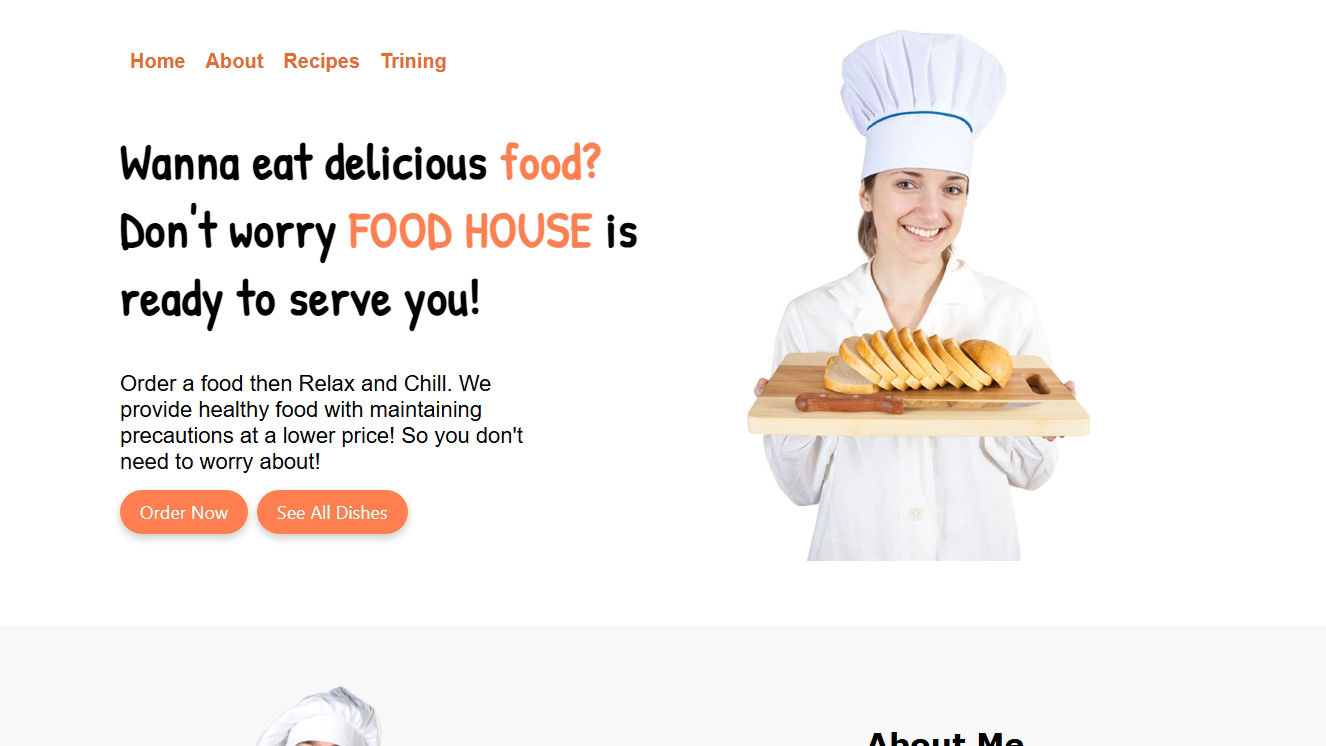 Home About Recipes Trining
Wanna eat delicious food?
Don't worry FOOD HOUSE is
ready to serve you!
Order a food then Relax and Chill. We
provide healthy food with maintaining
precautions at a lower price! So you don't
need to worry about!
Order Now See All Dishes
About Me